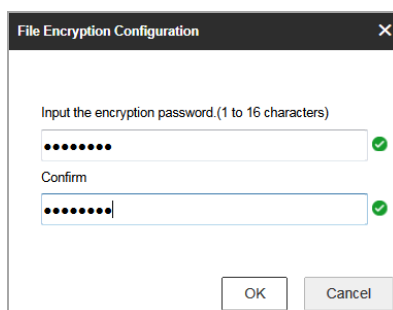 File Encryption Configuration
Input the encryption password.(1 to 16 characters)
••••••••
Confirm
••••••••
OK Cancel